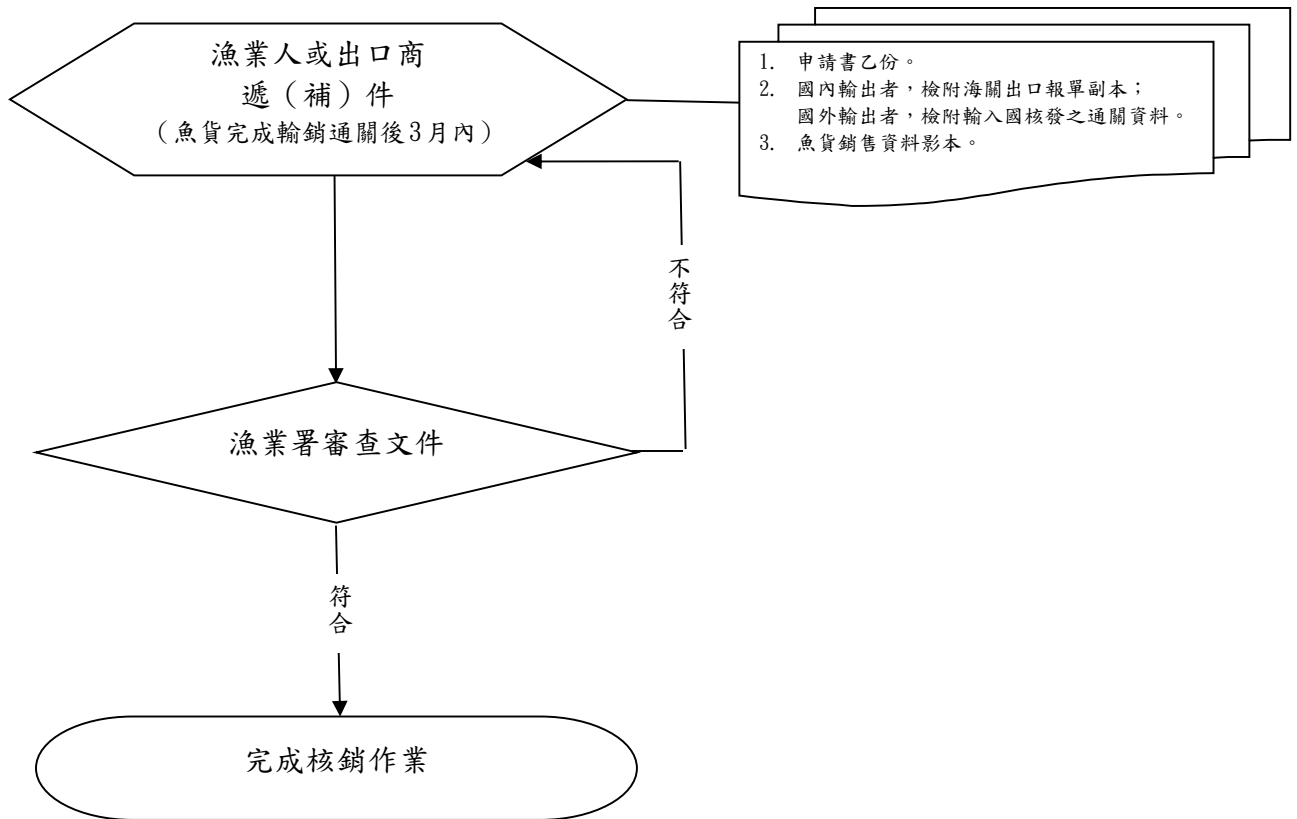 漁業人或出口商
遞（補）件
（魚貨完成輸銷通關後3月內）
1. 申請書乙份。
2. 國內輸出者，檢附海關出口報單副本；
國外輸出者，檢附輸入國核發之通關資料。
3. 魚貨銷售資料影本。
不
符
合
漁業署審查文件
符
合
完成核銷作業